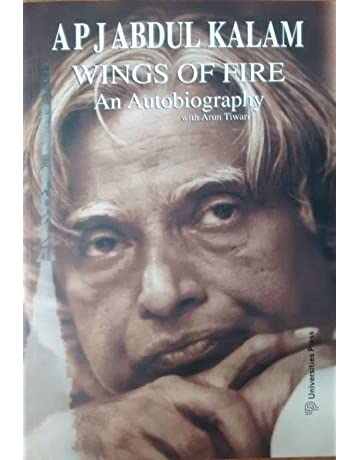 A P J ABDUL KALAM
WINGS OF FIRE
An Autobiography
with Arun Tiwari
Universities Press